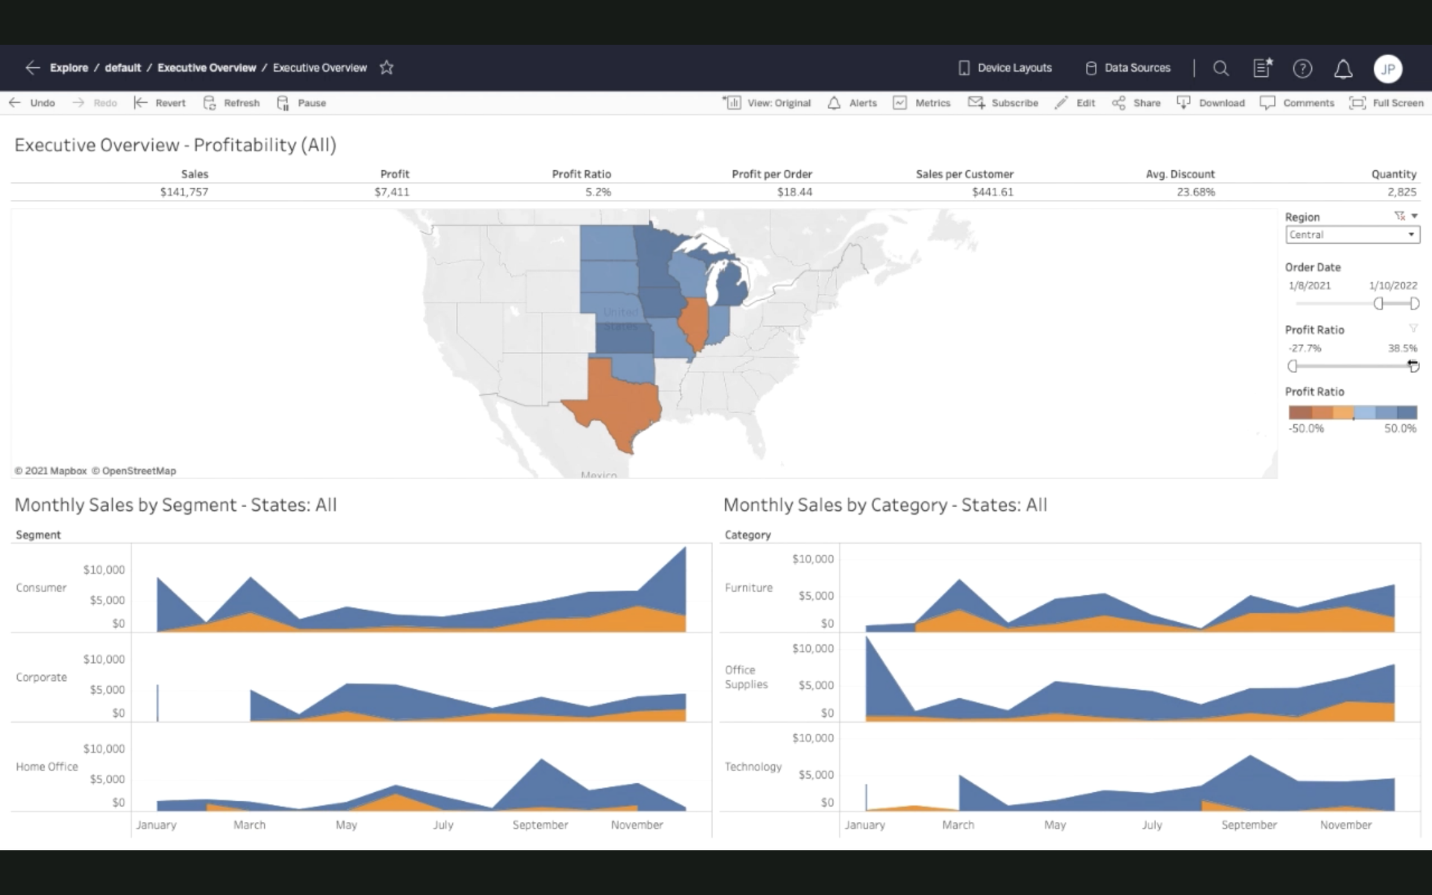 Explore / default / Executive Overview / Executive Overview
Device Layouts
Data Sources
JP
Undo
Redo
Revert
Refresh
Pause
View: Original
Alerts
Metrics
Subscribe
Edit
Share
Download
Comments
Full Screen
Executive Overview - Profitability (All)
Sales Profit Profit Ratio Profit per Order Sales per Customer Avg. Discount Quantity
$141,757 $7,411 5.2% $18.44 $441.61 23.68% 2,825
United
States
Mexico
© 2021 Mapbox © OpenStreetMap
Region
Central
Order Date
1/8/2021 1/10/2022
Profit Ratio
-27.7% 38.5%
Profit Ratio
-50.0% 50.0%
Monthly Sales by Segment - States: All
Segment
Consumer
$10,000
$5,000
$0
Corporate
$10,000
$5,000
$0
Home Office
$10,000
$5,000
$0
January March May July September November
Monthly Sales by Category - States: All
Category
Furniture
$10,000
$5,000
$0
Office
Supplies
$10,000
$5,000
$0
Technology
$10,000
$5,000
$0
January March May July September November